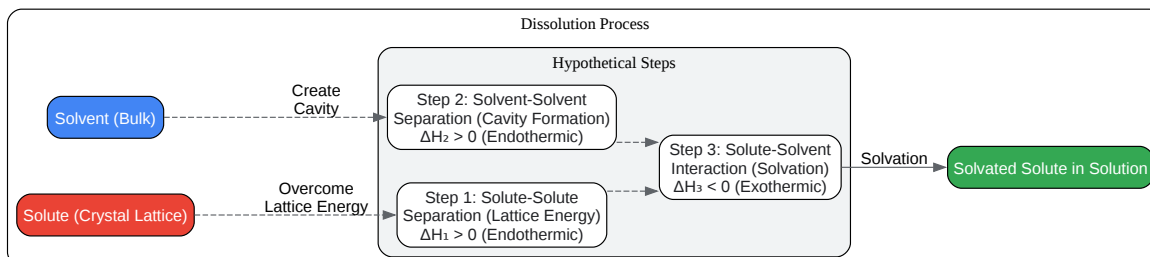 Dissolution Process
Hypothetical Steps
Solvent (Bulk)
Create
Cavity
Step 2: Solvent-Solvent
Separation (Cavity Formation)
ΔH₂ > 0 (Endothermic)
Solute (Crystal Lattice)
Overcome
Lattice Energy
Step 1: Solute-Solute
Separation (Lattice Energy)
ΔH₁ > 0 (Endothermic)
Step 3: Solute-Solvent
Interaction (Solvation)
ΔH₃ < 0 (Exothermic)
Solvation
Solvated Solute in Solution